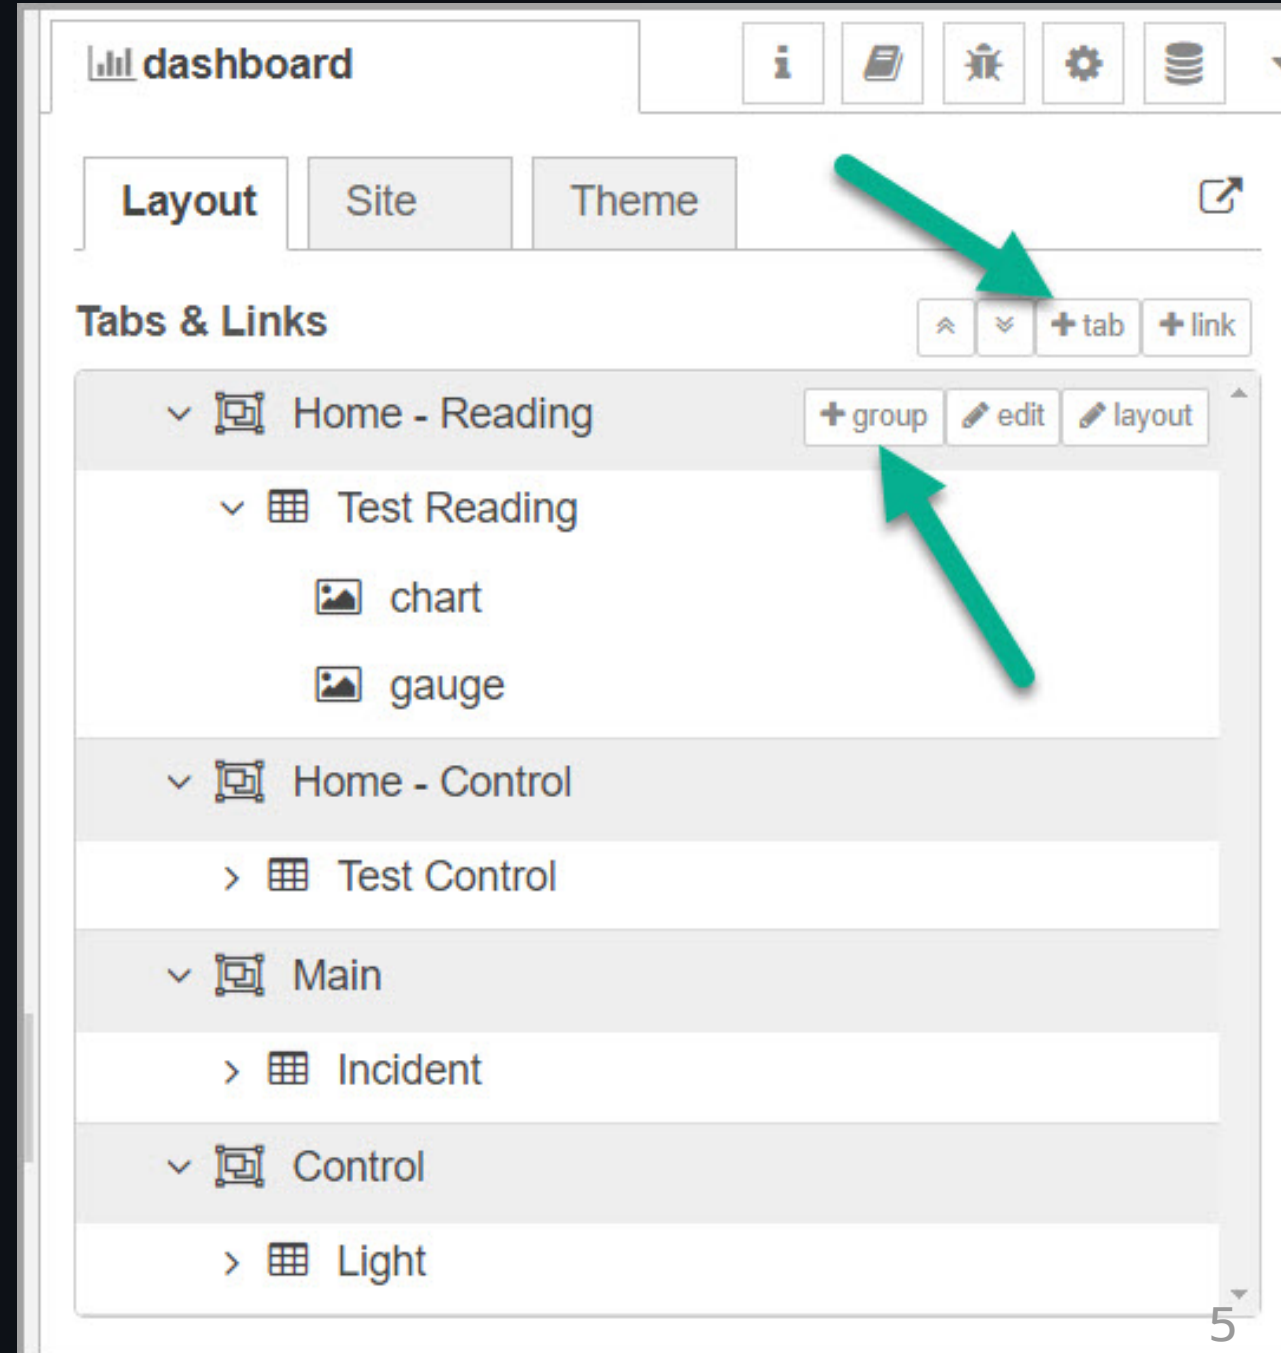 dashboard
Layout Site Theme
Tabs & Links +tab +link
Home - Reading +group edit layout
Test Reading
chart
gauge
Home - Control
Test Control
Main
Incident
Control
Light
5